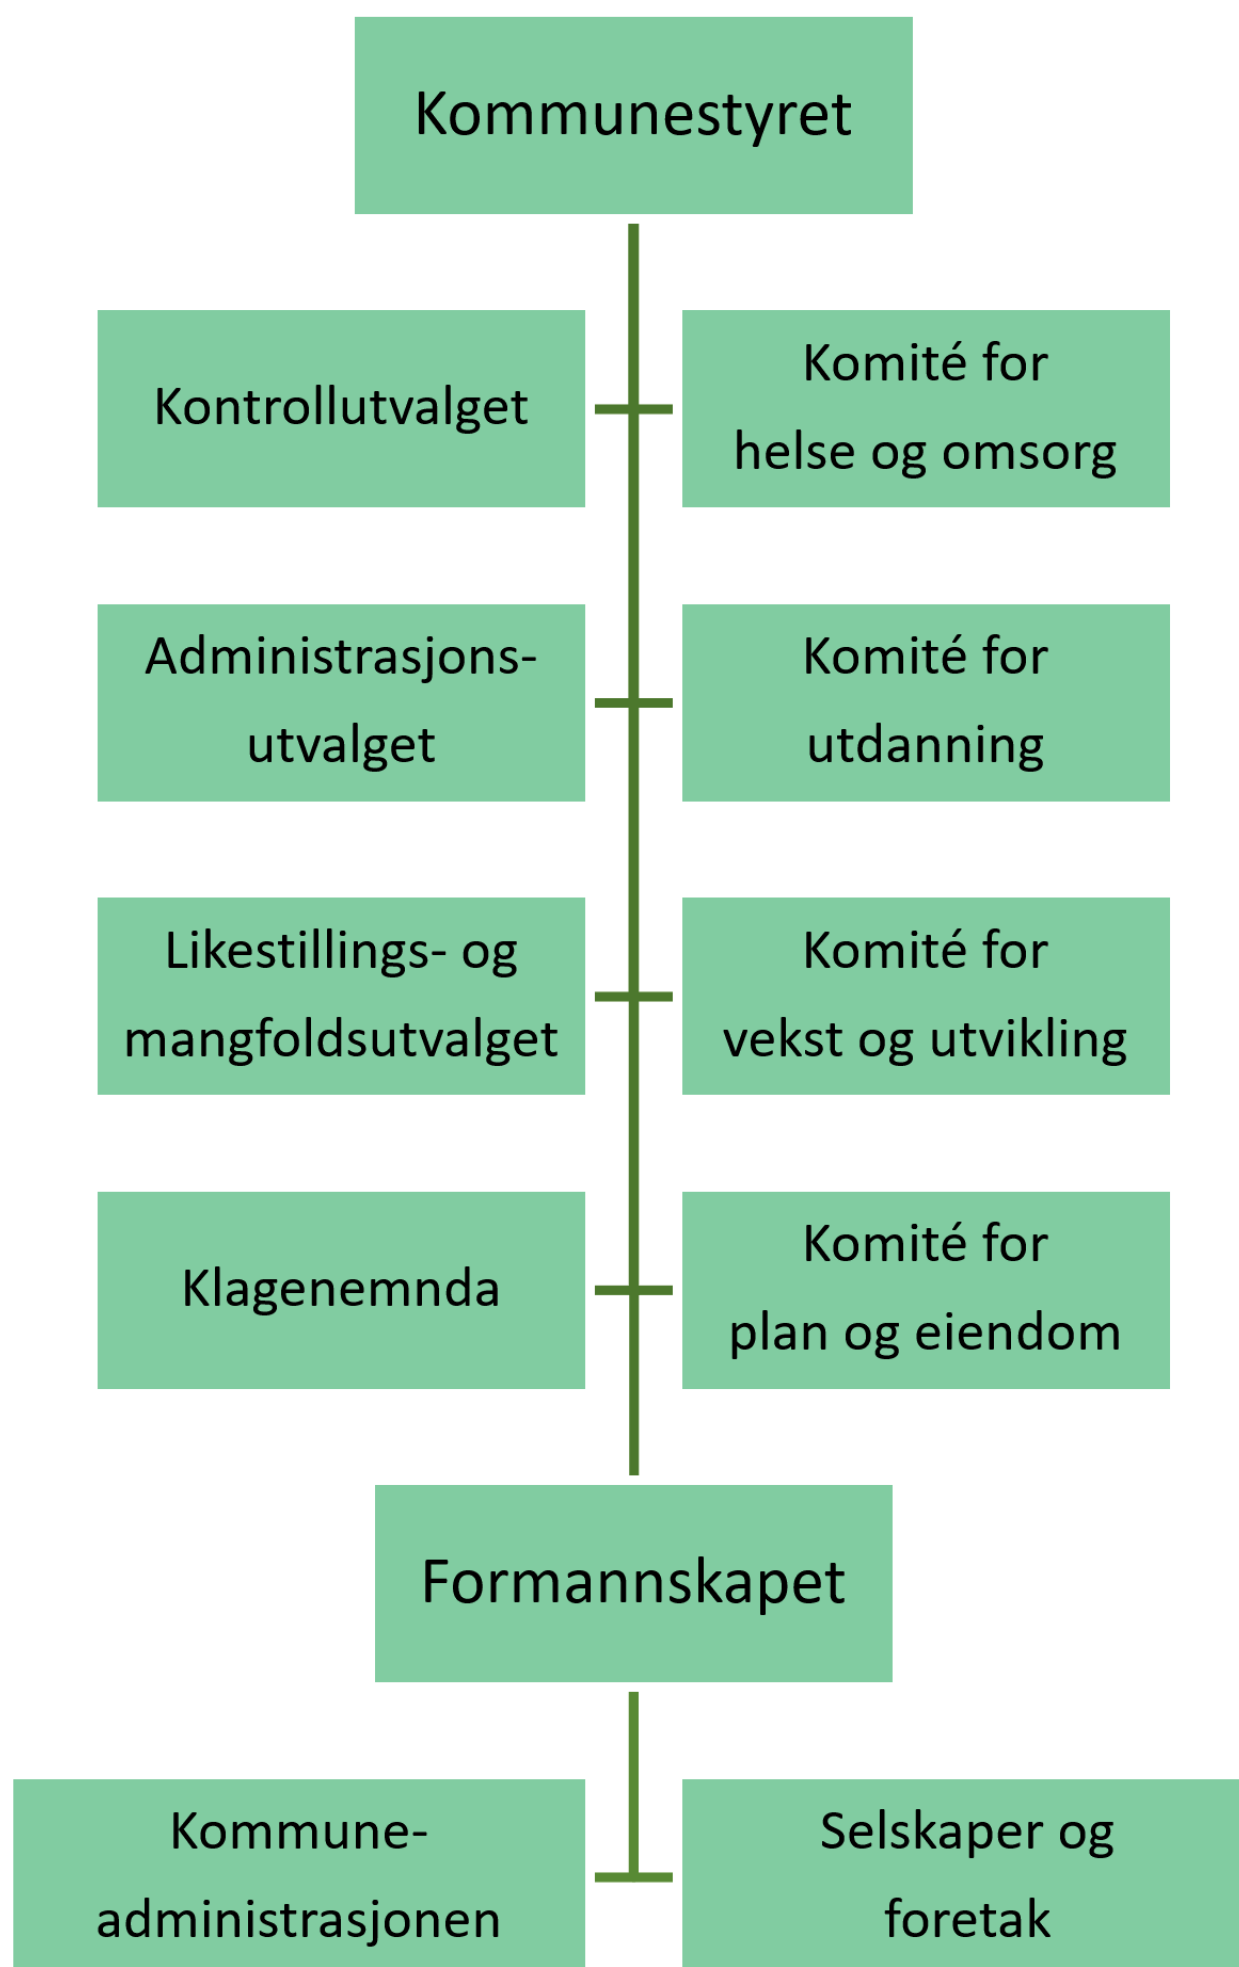 Kommunestyret
Kontrollutvalget
Komité for
helse og omsorg
Administrasjons-
utvalget
Komité for
utdanning
Likestillings- og
mangfoldsutvalget
Komité for
vekst og utvikling
Klagenemnda
Komité for
plan og eiendom
Formannskapet
Kommune-
administrasjonen
Selskaper og
foretak